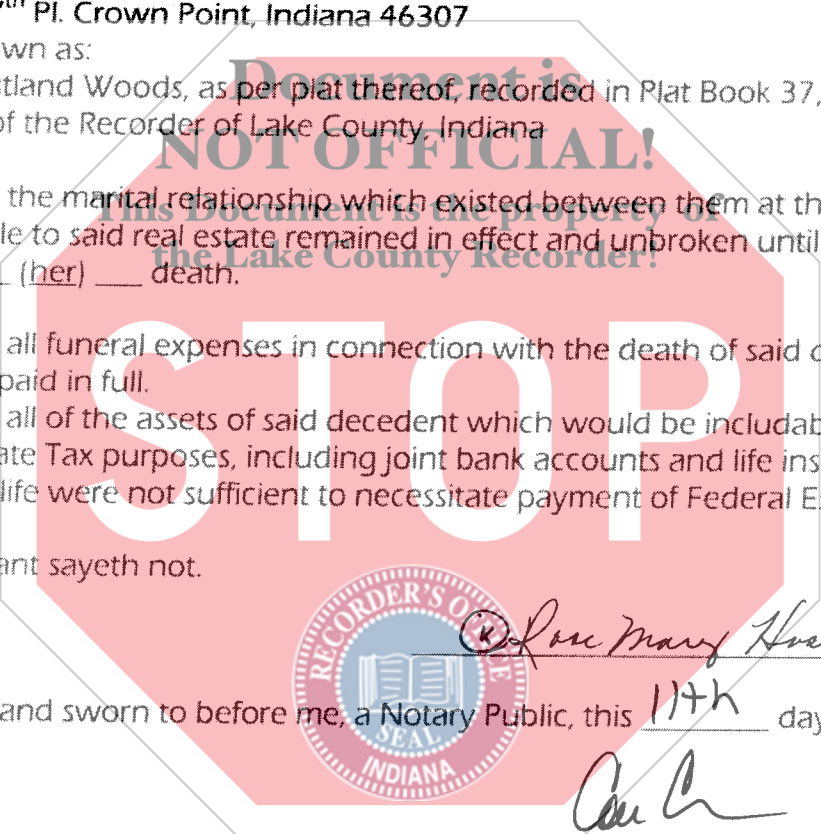 Pl. Crown Point, Indiana 46307
wn as:
tland Woods, as per plat thereof, recorded in Plat Book 37,
of the Recorder of Lake County, Indiana
Document is
NOT OFFICIAL!
This Document is the property of
the Lake County Recorder!
the marital relationship which existed between them at th
le to said real estate remained in effect and unbroken until
(her) ___ death.
all funeral expenses in connection with the death of said
paid in full.
all of the assets of said decedent which would be includab
ate Tax purposes, including joint bank accounts and life ins
life were not sufficient to necessitate payment of Federal E
STOP
ant sayeth not.
Rose Mary
and sworn to before me, a Notary Public, this 11th day
RECORDER'S OFFICE
SEAL
INDIANA